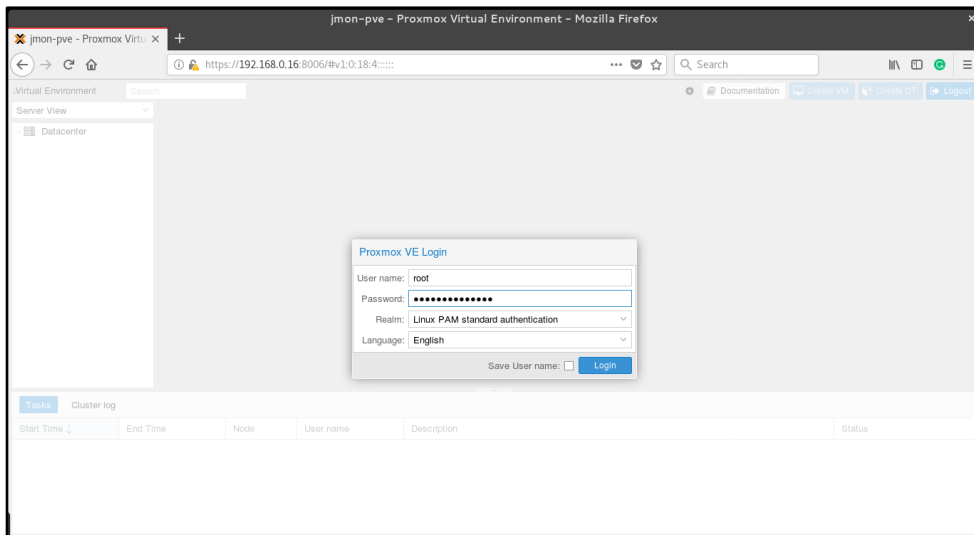 jmon-pve – Proxmox Virtual Environment – Mozilla Firefox
jmon-pve - Proxmox Virtu
https://192.168.0.16:8006/#v1:0:18:4::::::
Search
Virtual Environment
Search
Documentation
Create VM
Create CT
Logout
Server View
Datacenter
Proxmox VE Login
User name: root
Password: ••••••••••••••
Realm: Linux PAM standard authentication
Language: English
Save User name:
Login
Tasks
Cluster log
Start Time ↓ End Time Node User name Description Status